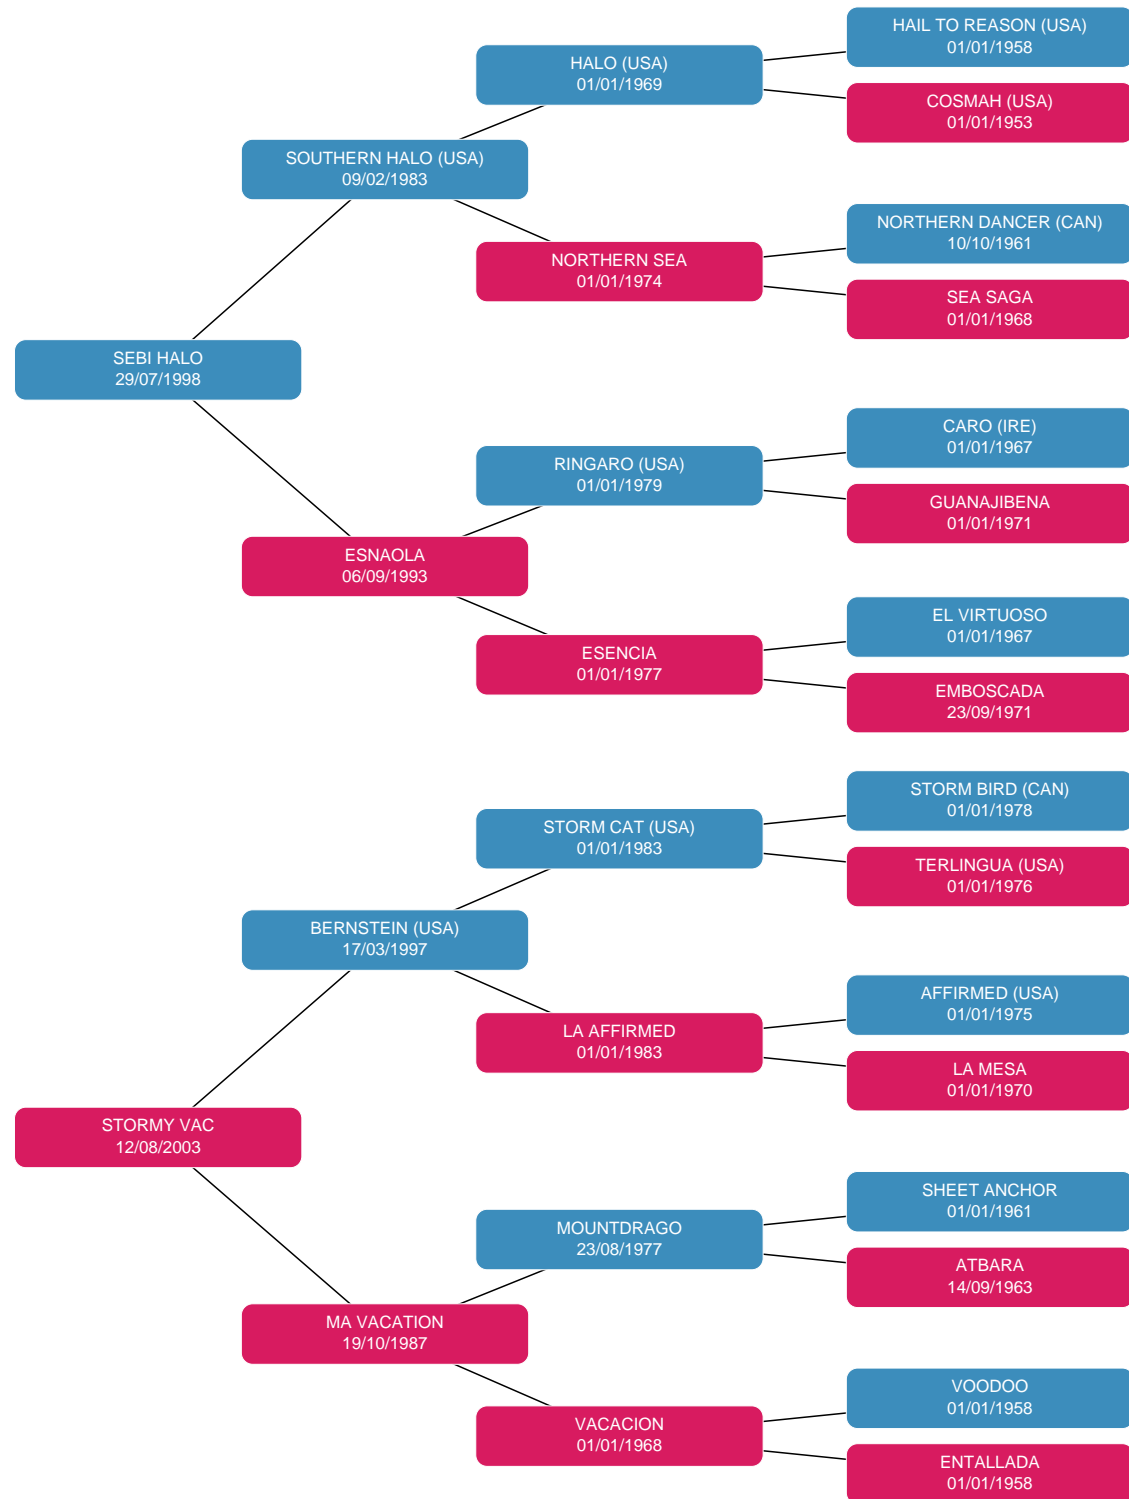 HAIL TO REASON (USA)
01/01/1958
HALO (USA)
01/01/1969
COSMAH (USA)
01/01/1953
SOUTHERN HALO (USA)
09/02/1983
NORTHERN DANCER (CAN)
10/10/1961
NORTHERN SEA
01/01/1974
SEA SAGA
01/01/1968
SEBI HALO
29/07/1998
CARO (IRE)
01/01/1967
RINGARO (USA)
01/01/1979
GUANAJIBENA
01/01/1971
ESNAOLA
06/09/1993
EL VIRTUOSO
01/01/1967
ESENCIA
01/01/1977
EMBOSCADA
23/09/1971
STORM BIRD (CAN)
01/01/1978
STORM CAT (USA)
01/01/1983
TERLINGUA (USA)
01/01/1976
BERNSTEIN (USA)
17/03/1997
AFFIRMED (USA)
01/01/1975
LA AFFIRMED
01/01/1983
LA MESA
01/01/1970
STORMY VAC
12/08/2003
SHEET ANCHOR
01/01/1961
MOUNTDRAGO
23/08/1977
ATBARA
14/09/1963
MA VACATION
19/10/1987
VOODOO
01/01/1958
VACACION
01/01/1968
ENTALLADA
01/01/1958